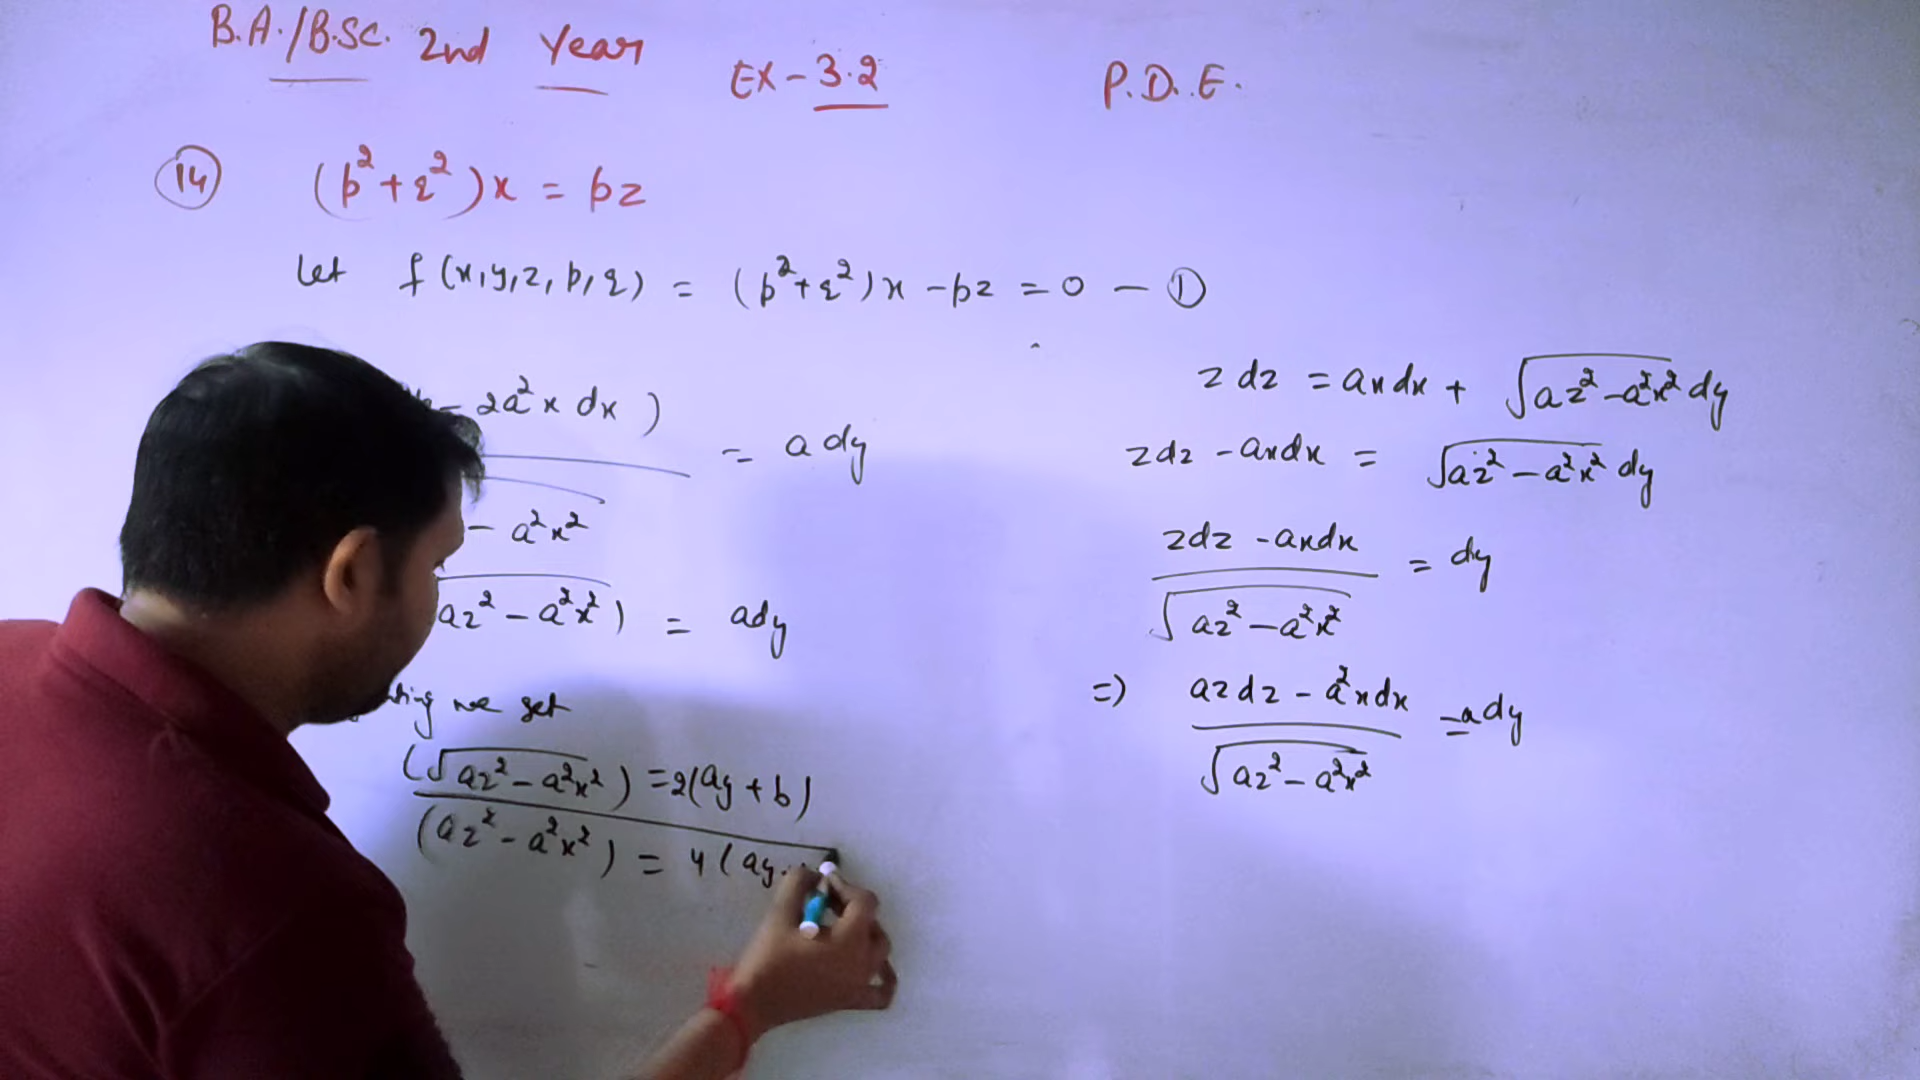 B.A./B.SC. 2nd Year EX-3.2 P.D.E.
(14) (p²+q²)x = pz
Let f(x,y,z,p,q) = (p²+q²)x - pz = 0 - ①
- 2a²x dx) = a dy
- a²x²
az² - a²x²) = ady
we get
(√az² - a²x²) = 2(ay + b)
(az² - a²x²) = 4(ay
z dz = axdx + √az² - a²x² dy
zdz - axdx = √az² - a²x² dy
zdz - axdx = dy
√az² - a²x²
=) azdz - a²xdx = ady
√az² - a²x²